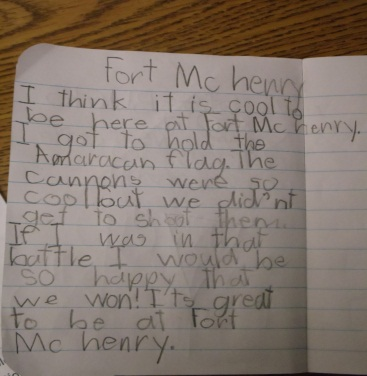 Fort Mc henry
I think it is cool to
be here at Fort Mc henry.
I got to hold the
Amaracan flag. The
cannons were so
cool but we did'nt
get to shoot them.
If I was in that
battle I would be
so happy that
we won! I'ts great
to be at Fort
Mc henry.